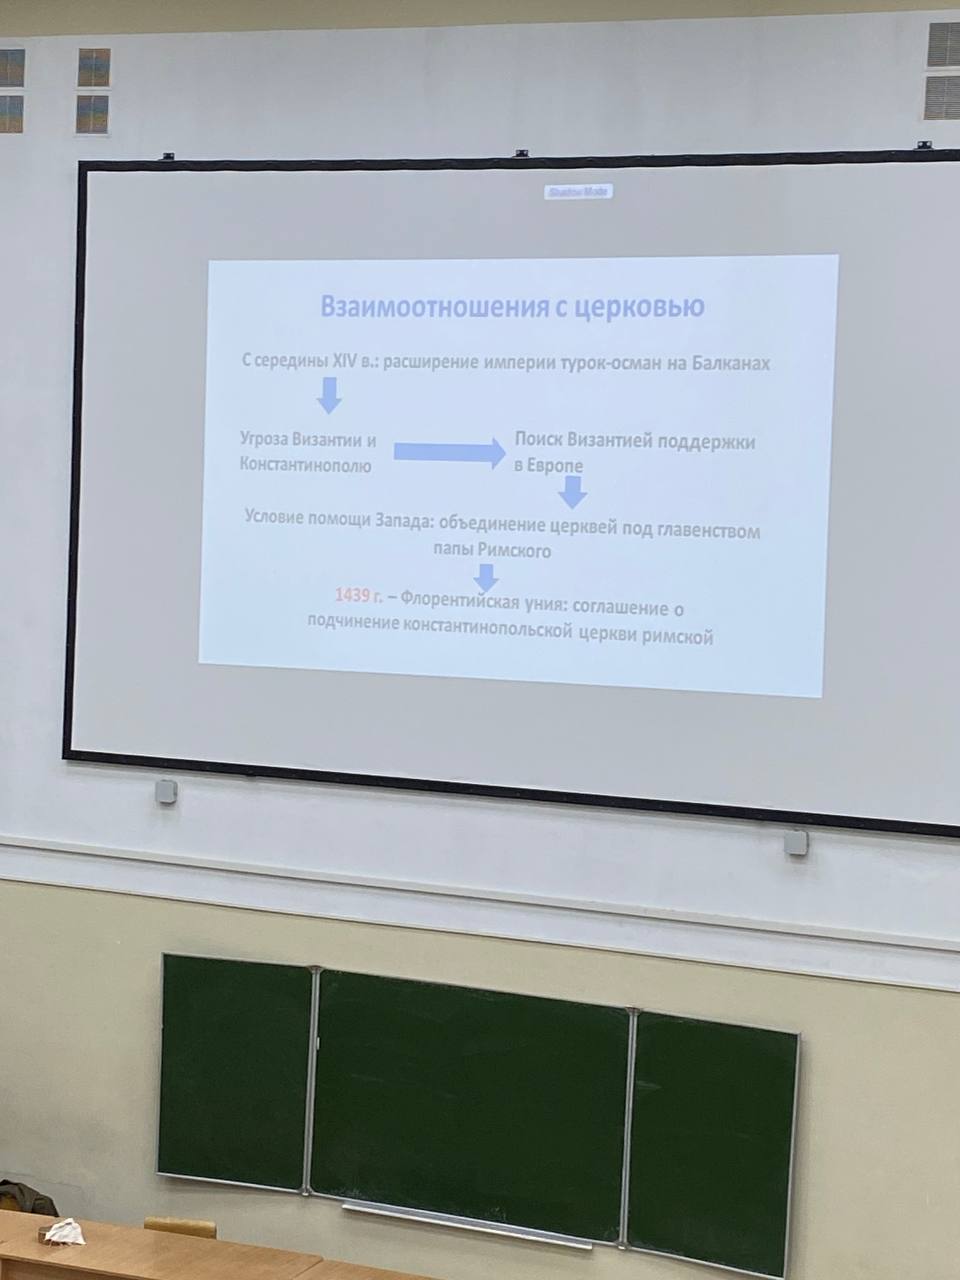 Shadow Mode
Взаимоотношения с церковью
С середины XIV в.: расширение империи турок-осман на Балканах
Угроза Византии и
Константинополю
Поиск Византией поддержки
в Европе
Условие помощи Запада: объединение церквей под главенством
папы Римского
1439 г. – Флорентийская уния: соглашение о
подчинение константинопольской церкви римской